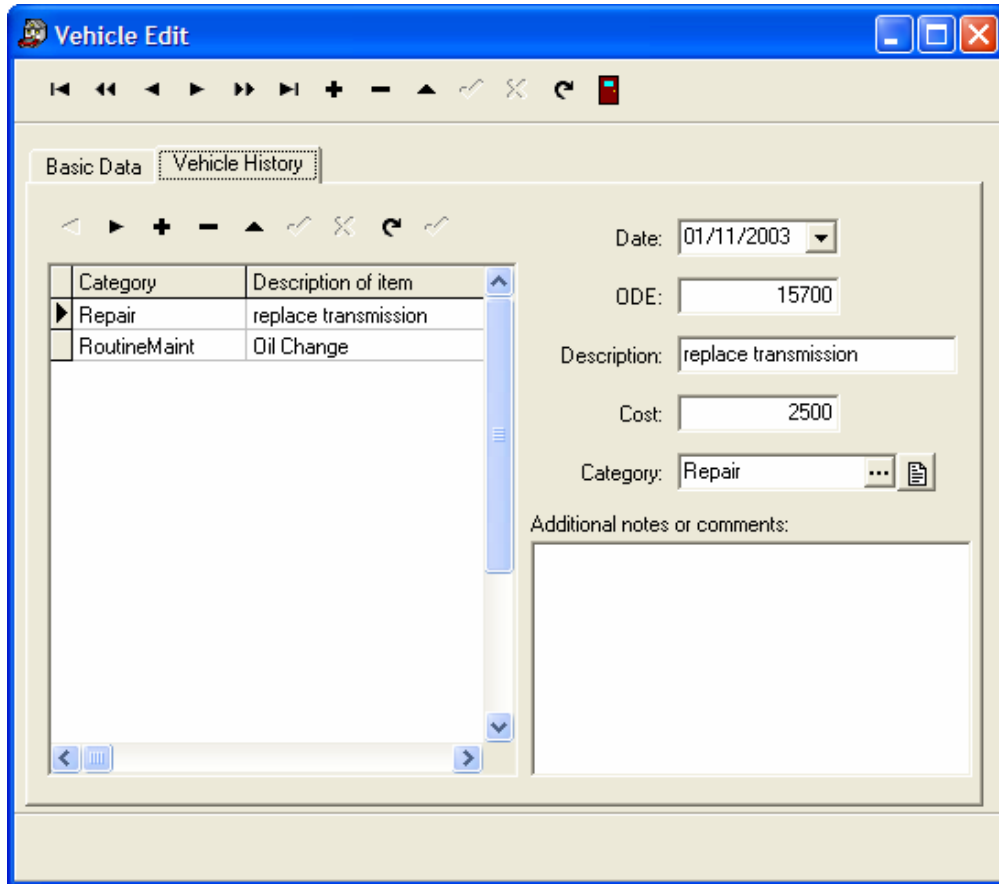 Vehicle Edit
Basic Data
Vehicle History
Category Description of item
Repair replace transmission
RoutineMaint Oil Change
Date: 01/11/2003
ODE: 15700
Description: replace transmission
Cost: 2500
Category: Repair ...
Additional notes or comments: